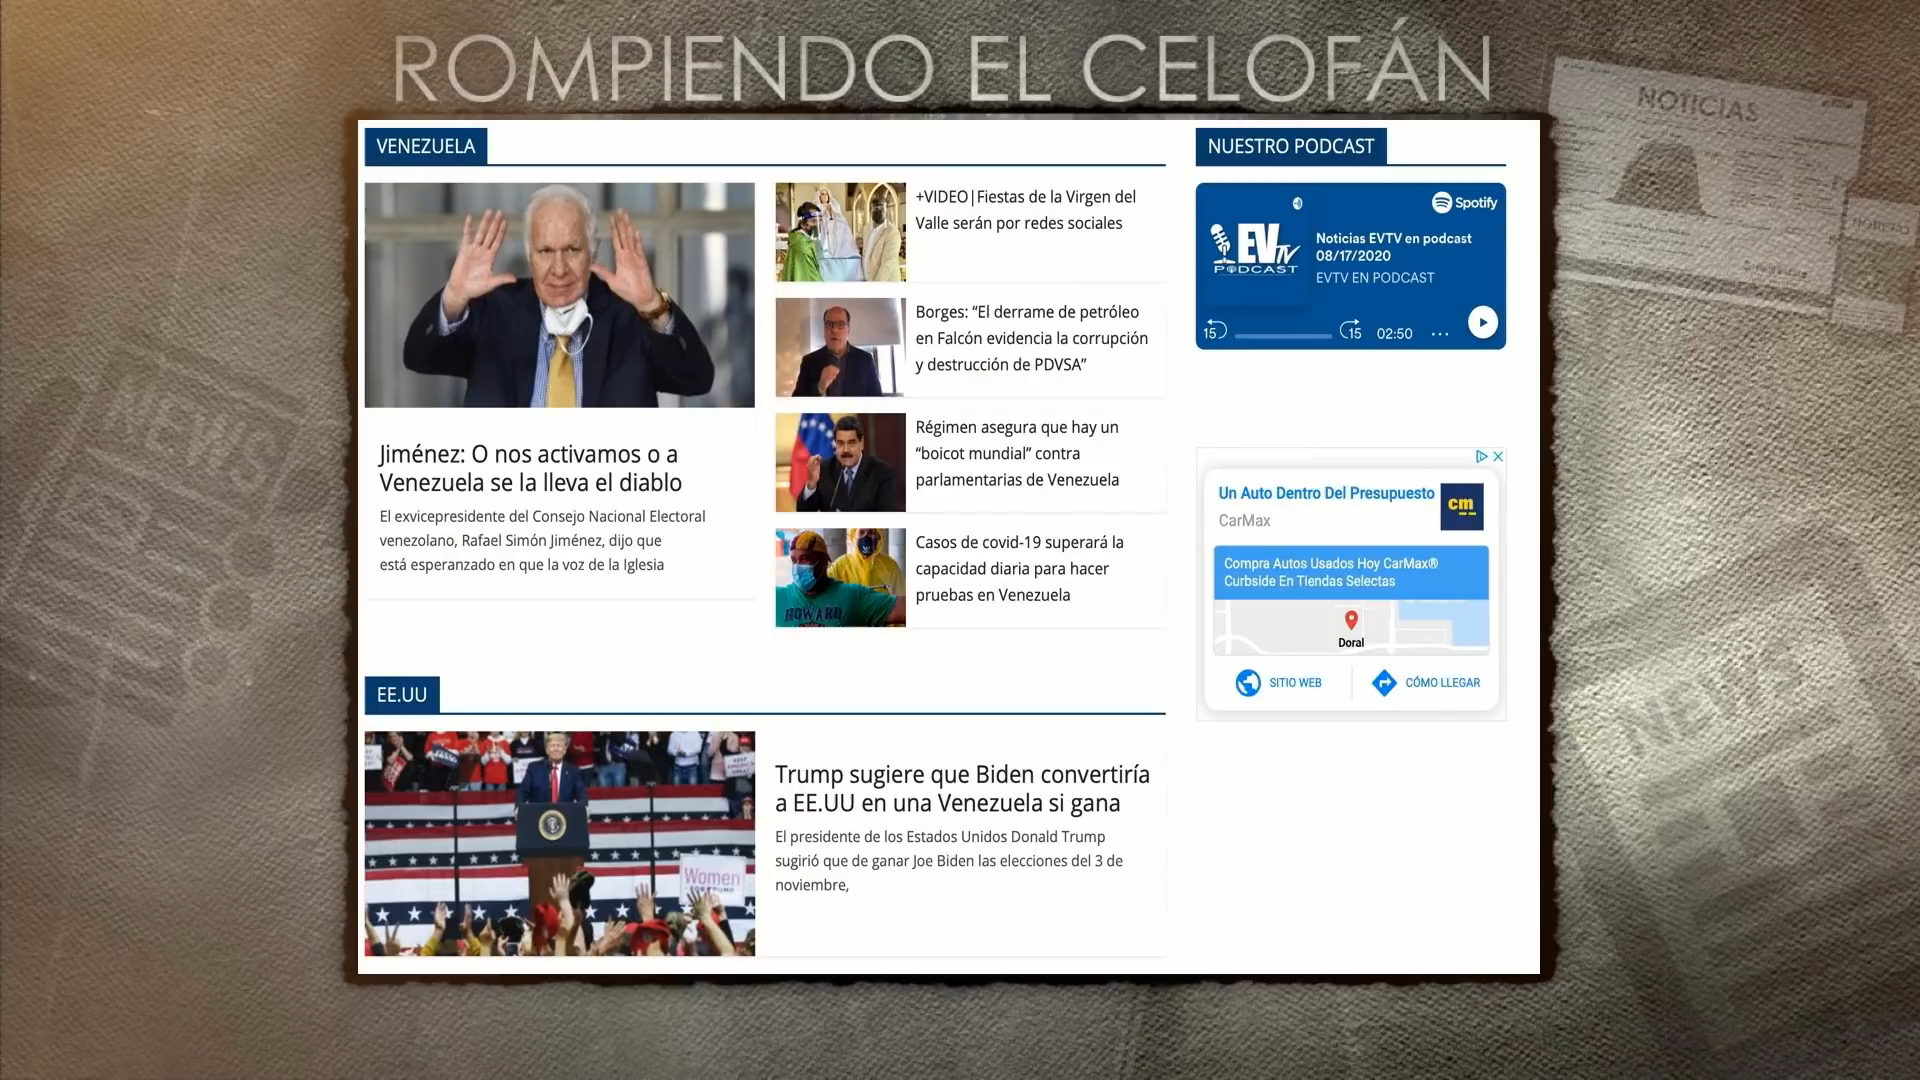 ROMPIENDO EL CELOFÁN
NOTICIAS
VENEZUELA
Jiménez: O nos activamos o a
Venezuela se la lleva el diablo
El exvicepresidente del Consejo Nacional Electoral
venezolano, Rafael Simón Jiménez, dijo que
está esperanzado en que la voz de la Iglesia
+VIDEO|Fiestas de la Virgen del
Valle serán por redes sociales
Borges: “El derrame de petróleo
en Falcón evidencia la corrupción
y destrucción de PDVSA”
Régimen asegura que hay un
“boicot mundial” contra
parlamentarias de Venezuela
HOWARD
Casos de covid-19 superará la
capacidad diaria para hacer
pruebas en Venezuela
EE.UU
Women
FOR TRUMP
Trump sugiere que Biden convertiría
a EE.UU en una Venezuela si gana
El presidente de los Estados Unidos Donald Trump
sugirió que de ganar Joe Biden las elecciones del 3 de
noviembre,
NUESTRO PODCAST
Spotify
EVTV
PODCAST
Noticias EVTV en podcast
08/17/2020
EVTV EN PODCAST
15
15
02:50
Un Auto Dentro Del Presupuesto
cm
CarMax
Compra Autos Usados Hoy CarMax®
Curbside En Tiendas Selectas
Doral
SITIO WEB
CÓMO LLEGAR